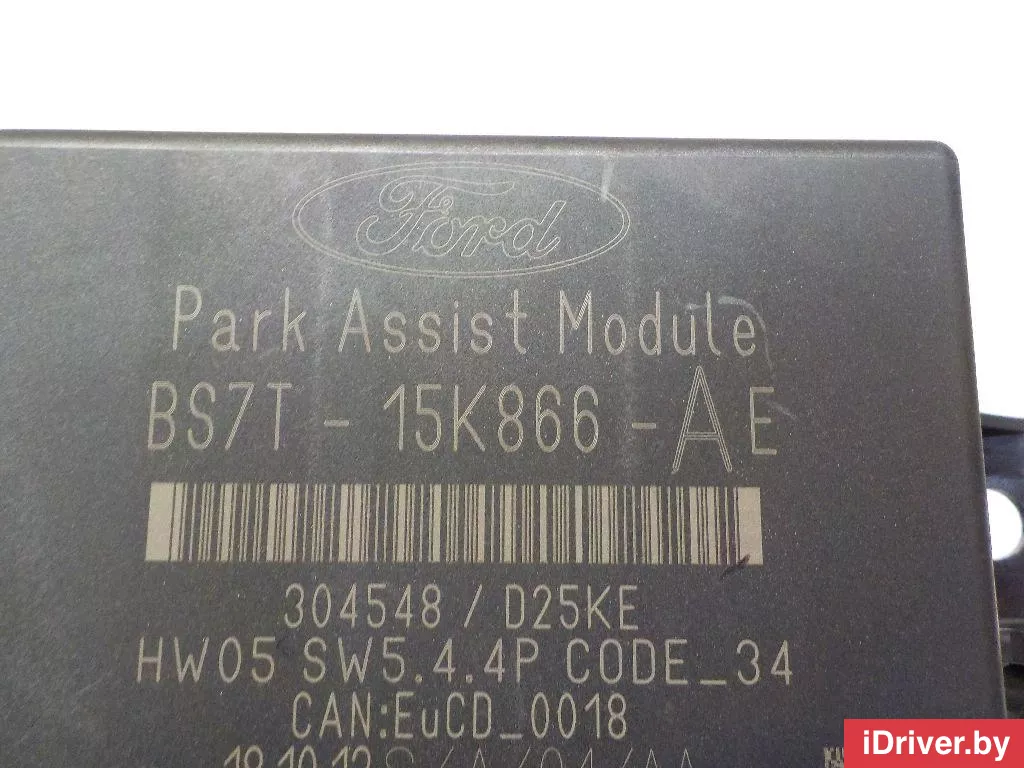 Ford
Park Assist Module
BS7T - 15K866 - AE
304548 / D25KE
HW05 SW5.4.4P CODE_34
CAN:EuCD_0018
iDriver.by